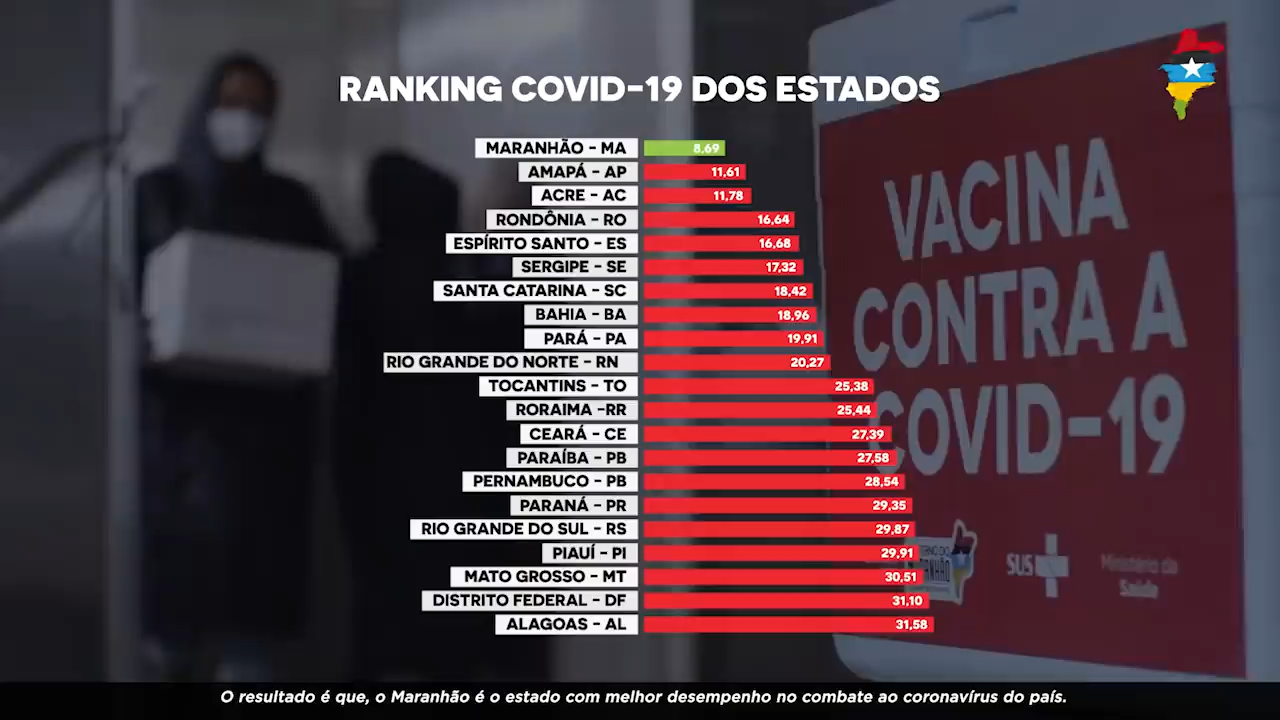 RANKING COVID-19 DOS ESTADOS
MARANHÃO - MA 8,69
AMAPÁ - AP 11,61
ACRE - AC 11,78
RONDÔNIA - RO 16,64
ESPÍRITO SANTO - ES 16,68
SERGIPE - SE 17,32
SANTA CATARINA - SC 18,42
BAHIA - BA 18,96
PARÁ - PA 19,91
RIO GRANDE DO NORTE - RN 20,27
TOCANTINS - TO 25,38
RORAIMA -RR 25,44
CEARÁ - CE 27,39
PARAÍBA - PB 27,58
PERNAMBUCO - PB 28,54
PARANÁ - PR 29,35
RIO GRANDE DO SUL - RS 29,87
PIAUÍ - PI 29,91
MATO GROSSO - MT 30,51
DISTRITO FEDERAL - DF 31,10
ALAGOAS - AL 31,58
VACINA
CONTRA A
COVID-19
SUS
Ministério da
Saúde
O resultado é que, o Maranhão é o estado com melhor desempenho no combate ao coronavírus do país.